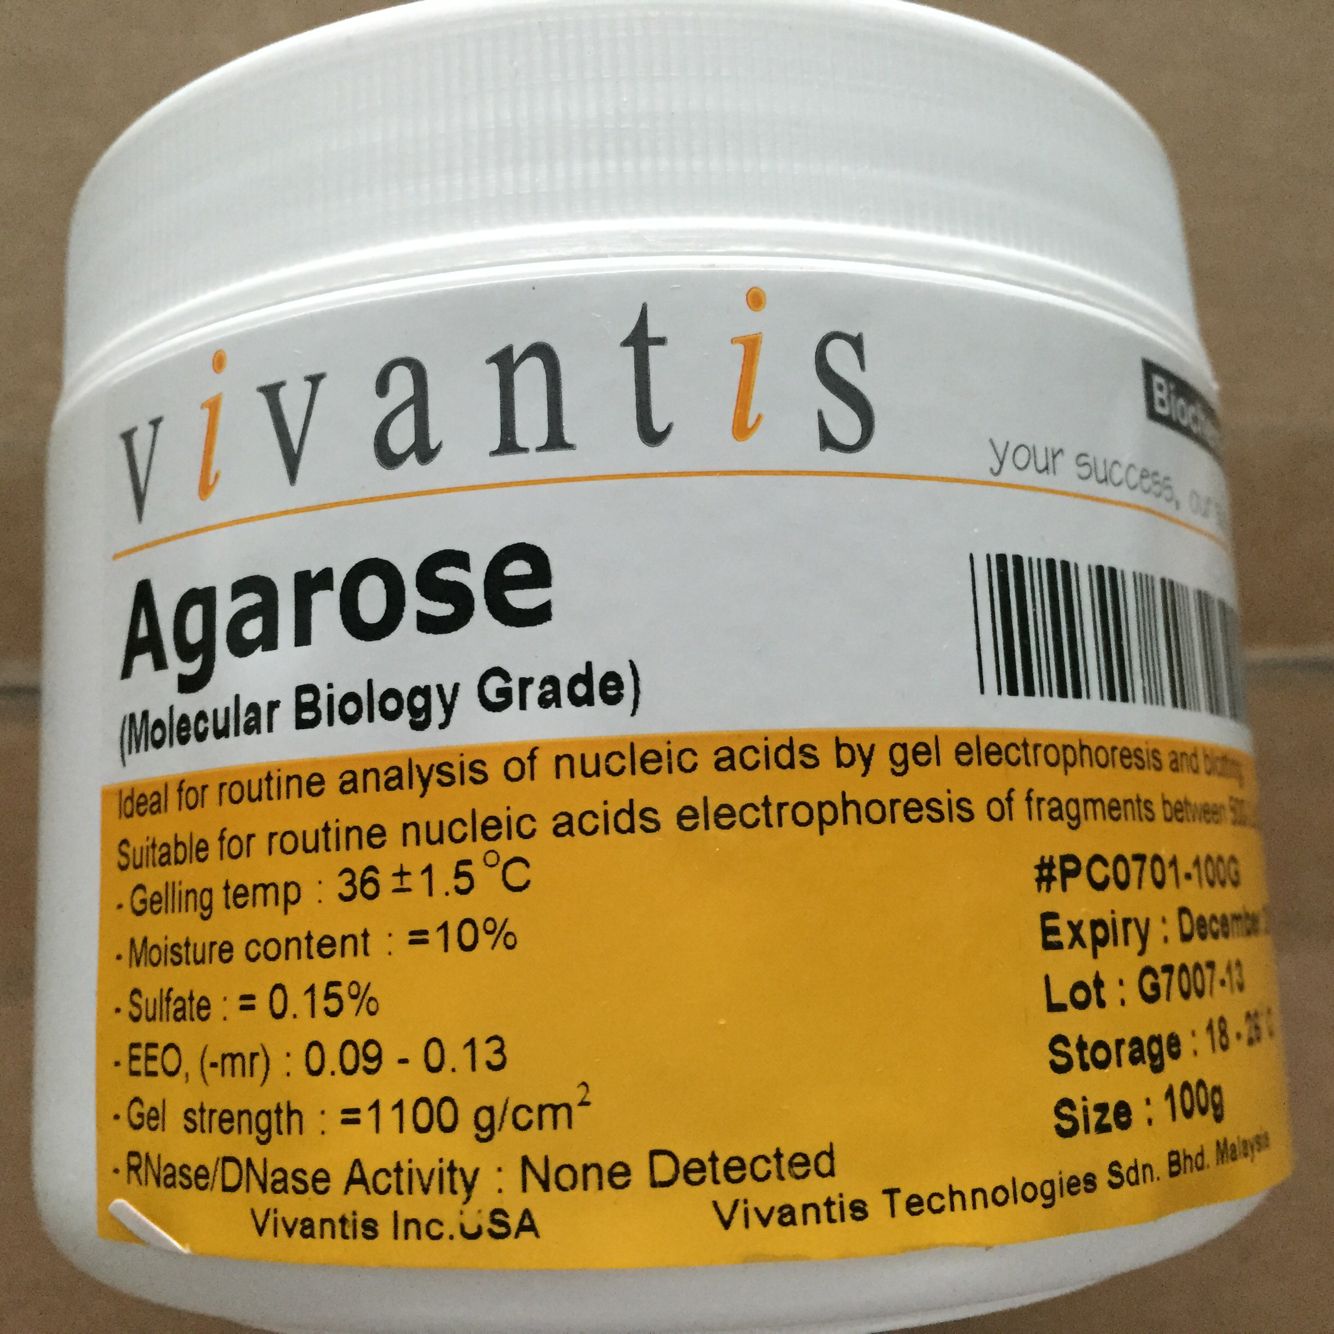 vivantis
your success,
Agarose
(Molecular Biology Grade)
Ideal for routine analysis of nucleic acids by gel electrophoresis and
Suitable for routine nucleic acids electrophoresis of fragments between
- Gelling temp : 36 ±1.5 °C
- Moisture content : =10%
- Sulfate : = 0.15%
- EEO, (-mr) : 0.09 - 0.13
- Gel strength : =1100 g/cm²
- RNase/DNase Activity : None Detected
#PC0701-100G
Expiry : December
Lot : G7007-13
Storage : 18 -
Size : 100g
Vivantis Inc.USA
Vivantis Technologies Sdn. Bhd. Malaysia